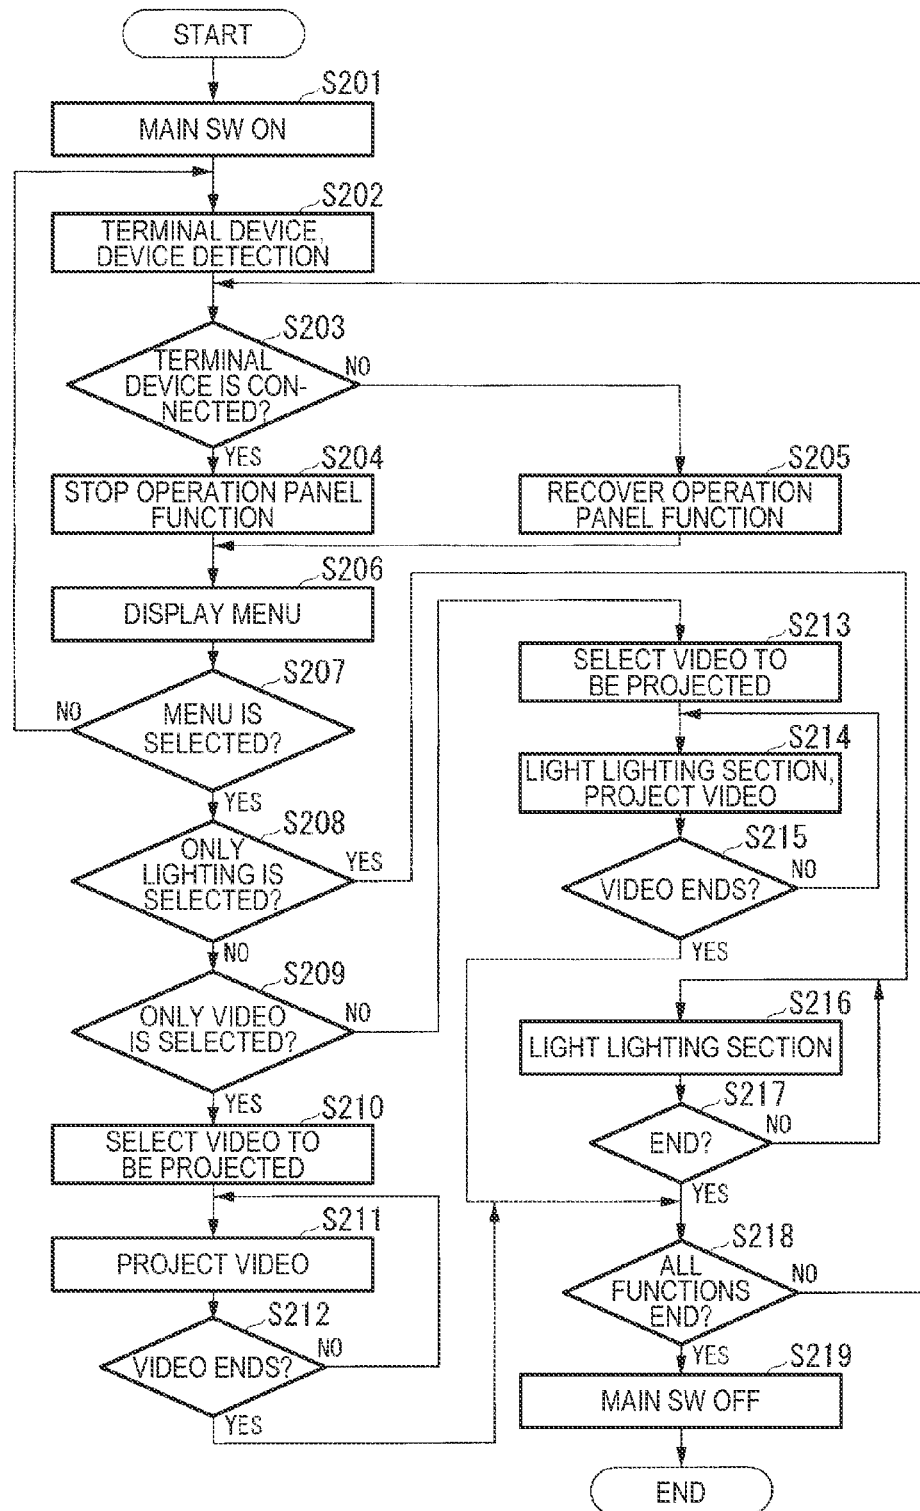 START
S201
MAIN SW ON
S202
TERMINAL DEVICE,
DEVICE DETECTION
S203
TERMINAL
DEVICE IS CON-
NECTED?
NO
YES
S204
STOP OPERATION PANEL
FUNCTION
S205
RECOVER OPERATION
PANEL FUNCTION
S206
DISPLAY MENU
S207
MENU IS
SELECTED?
NO
YES
S208
ONLY
LIGHTING IS
SELECTED?
YES
NO
S209
ONLY VIDEO
IS SELECTED?
NO
YES
S210
SELECT VIDEO TO
BE PROJECTED
S211
PROJECT VIDEO
S212
VIDEO ENDS?
NO
YES
S213
SELECT VIDEO TO
BE PROJECTED
S214
LIGHT LIGHTING SECTION,
PROJECT VIDEO
S215
VIDEO ENDS?
NO
YES
S216
LIGHT LIGHTING SECTION
S217
END?
NO
YES
S218
ALL
FUNCTIONS
END?
NO
YES
S219
MAIN SW OFF
END